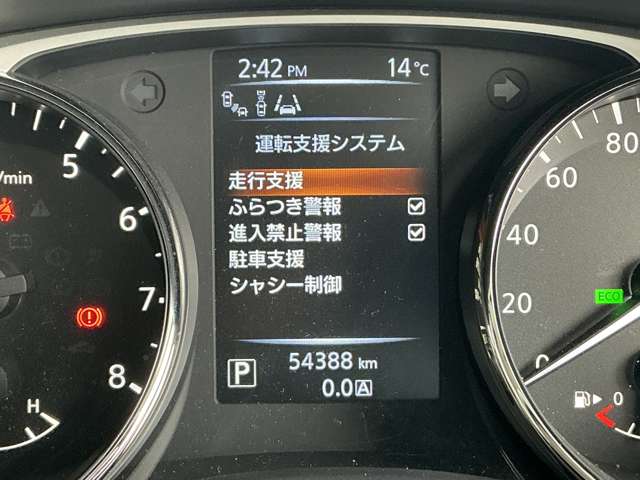 2:42 PM 14°C
運転支援システム
走行支援
ふらつき警報
進入禁止警報
駐車支援
シャシー制御
P 54388 km
0.0 A
/min
5
6
7
8
H
80
60
40
20
0
ECO
0